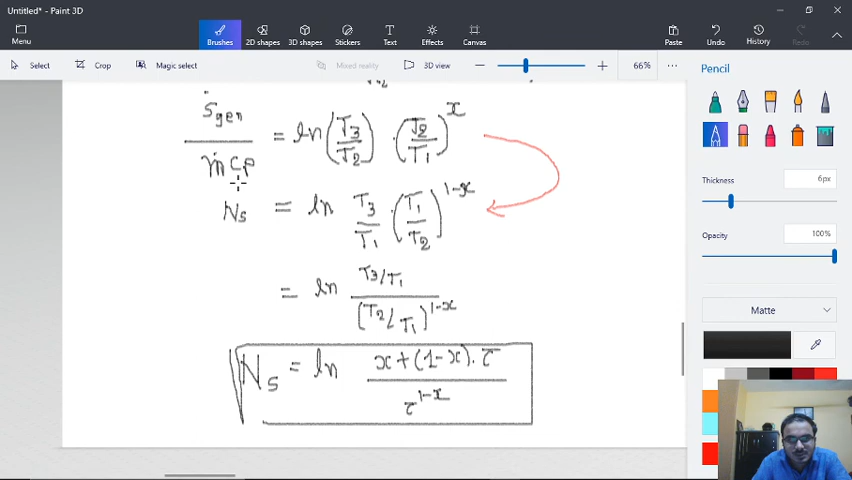 Untitled* - Paint 3D
Menu
Brushes
2D shapes
3D shapes
Stickers
Text
Effects
Canvas
Paste
Undo
History
Redo
Select
Crop
Magic select
Mixed reality
3D view
66%
Pencil
Thickness
6px
Opacity
100%
Matte
Ṡgen / ṁCp = ln (T3/T2) · (T2/T1)^x
Ns = ln T3/T1 · (T1/T2)^1-x
= ln T3/T1 / (T2/T1)^1-x
Ns = ln x+(1-x).τ / τ^1-x